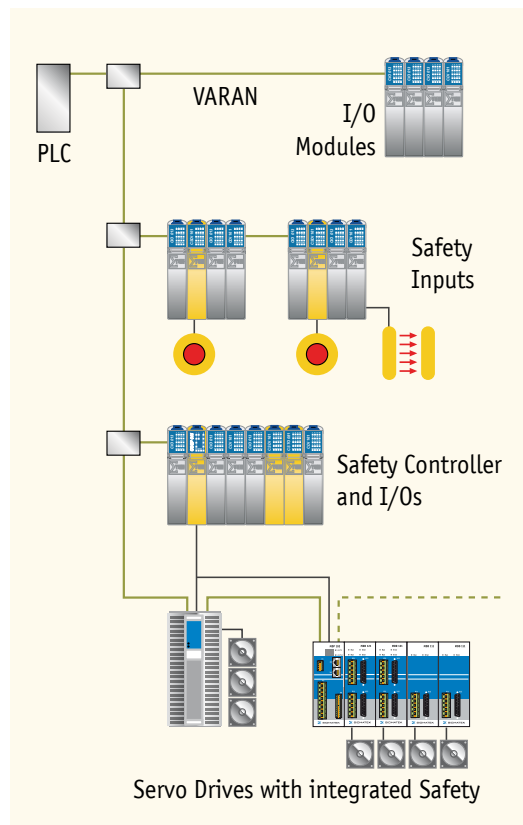 VARAN
PLC
I/O
Modules
Safety
Inputs
Safety Controller
and I/Os
Servo Drives with integrated Safety